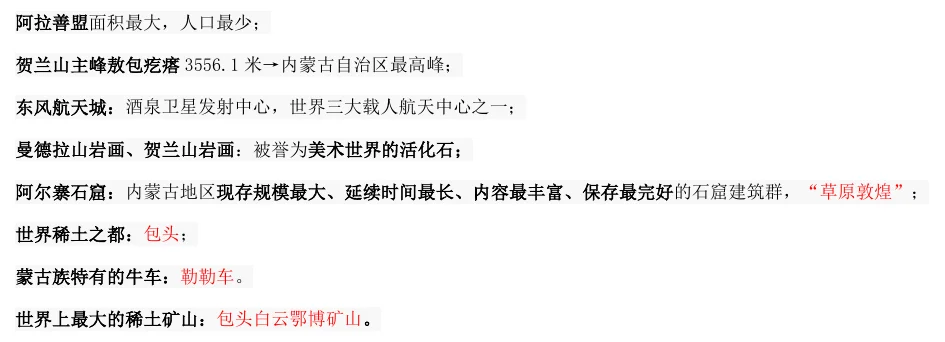 阿拉善盟面积最大，人口最少；
贺兰山主峰敖包疙瘩 3556.1 米→内蒙古自治区最高峰；
东风航天城：酒泉卫星发射中心，世界三大载人航天中心之一；
曼德拉山岩画、贺兰山岩画：被誉为美术世界的活化石；
阿尔寨石窟：内蒙古地区现存规模最大、延续时间最长、内容最丰富、保存最完好的石窟建筑群，“草原敦煌”；
世界稀土之都：包头；
蒙古族特有的牛车：勒勒车。
世界上最大的稀土矿山：包头白云鄂博矿山。